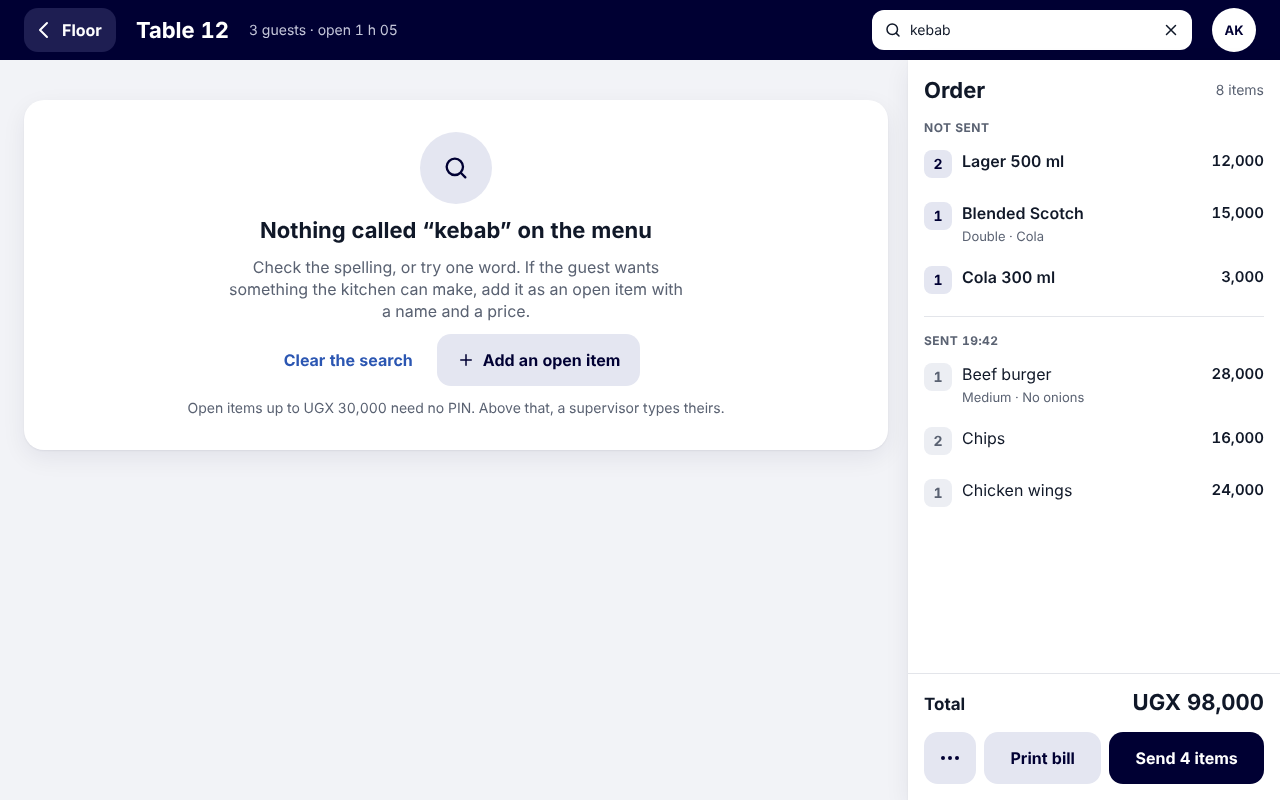 Floor
Table 12
3 guests · open 1 h 05
kebab
AK
Nothing called “kebab” on the menu
Check the spelling, or try one word. If the guest wants
something the kitchen can make, add it as an open item with
a name and a price.
Clear the search
Add an open item
Open items up to UGX 30,000 need no PIN. Above that, a supervisor types theirs.
Order
8 items
NOT SENT
2 Lager 500 ml 12,000
1 Blended Scotch 15,000
Double · Cola
1 Cola 300 ml 3,000
SENT 19:42
1 Beef burger 28,000
Medium · No onions
2 Chips 16,000
1 Chicken wings 24,000
Total UGX 98,000
Print bill
Send 4 items